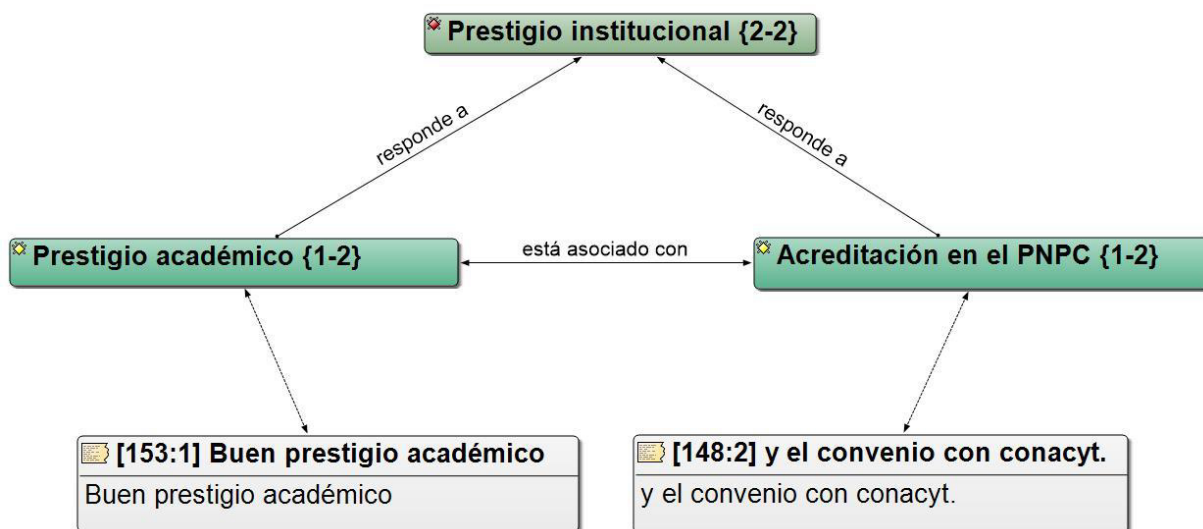 Prestigio institucional {2-2}
responde a
responde a
Prestigio académico {1-2}
está asociado con
Acreditación en el PNPC {1-2}
[153:1] Buen prestigio académico
Buen prestigio académico
[148:2] y el convenio con conacyt.
y el convenio con conacyt.